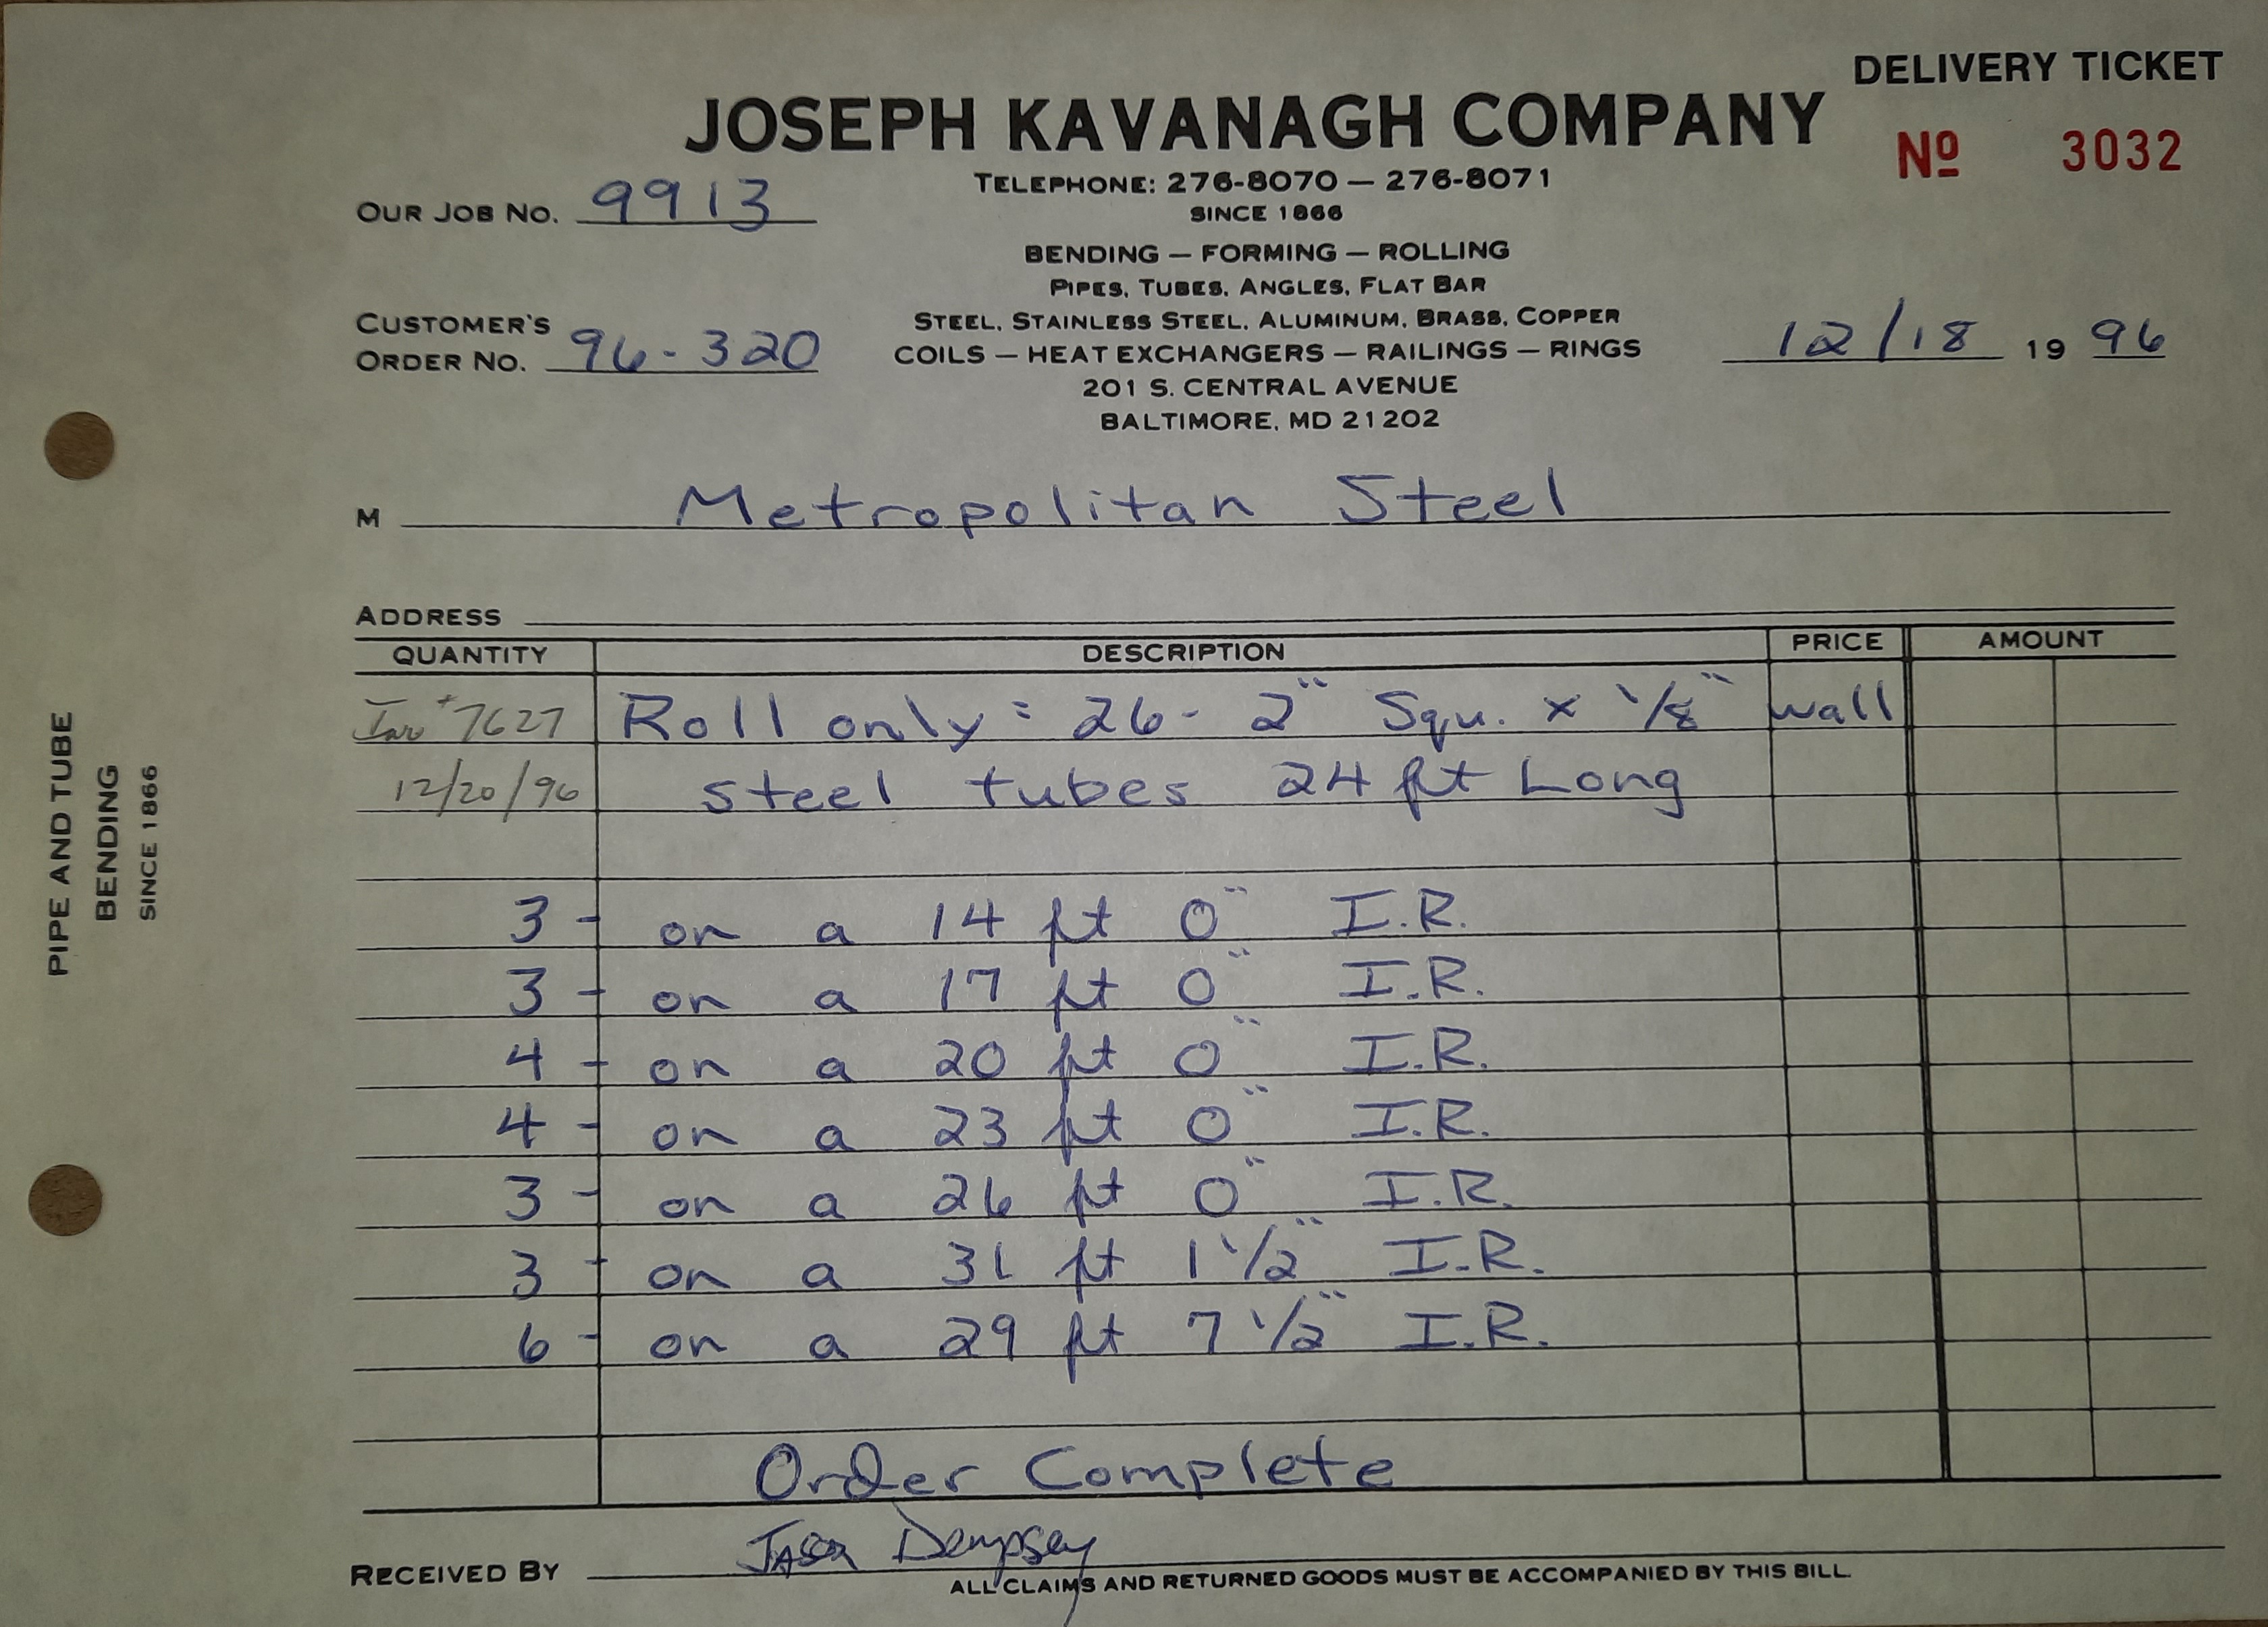 DELIVERY TICKET
JOSEPH KAVANAGH COMPANY
Nº 3032
TELEPHONE: 276-8070 — 276-8071
SINCE 1866
OUR JOB NO. 9913
BENDING — FORMING — ROLLING
PIPES, TUBES, ANGLES, FLAT BAR
STEEL, STAINLESS STEEL, ALUMINUM, BRASS, COPPER
CUSTOMER'S
ORDER NO. 96-320
COILS — HEAT EXCHANGERS — RAILINGS — RINGS
12/18 19 96
201 S. CENTRAL AVENUE
BALTIMORE, MD 21202
M Metropolitan Steel
ADDRESS
QUANTITY DESCRIPTION PRICE AMOUNT
Inv # 7627 Roll only: 26- 2" Squ. x 1/8" wall
12/20/96 steel tubes 24 ft Long
3 - on a 14 ft 0" I.R.
3 - on a 17 ft 0" I.R.
4 - on a 20 ft 0" I.R.
4 - on a 23 ft 0" I.R.
3 - on a 26 ft 0" I.R.
3 - on a 31 ft 1 1/2" I.R.
6 - on a 29 ft 7 1/2" I.R.
Order Complete
RECEIVED BY Jason Dempsey
ALL CLAIMS AND RETURNED GOODS MUST BE ACCOMPANIED BY THIS BILL.
PIPE AND TUBE
BENDING
SINCE 1866